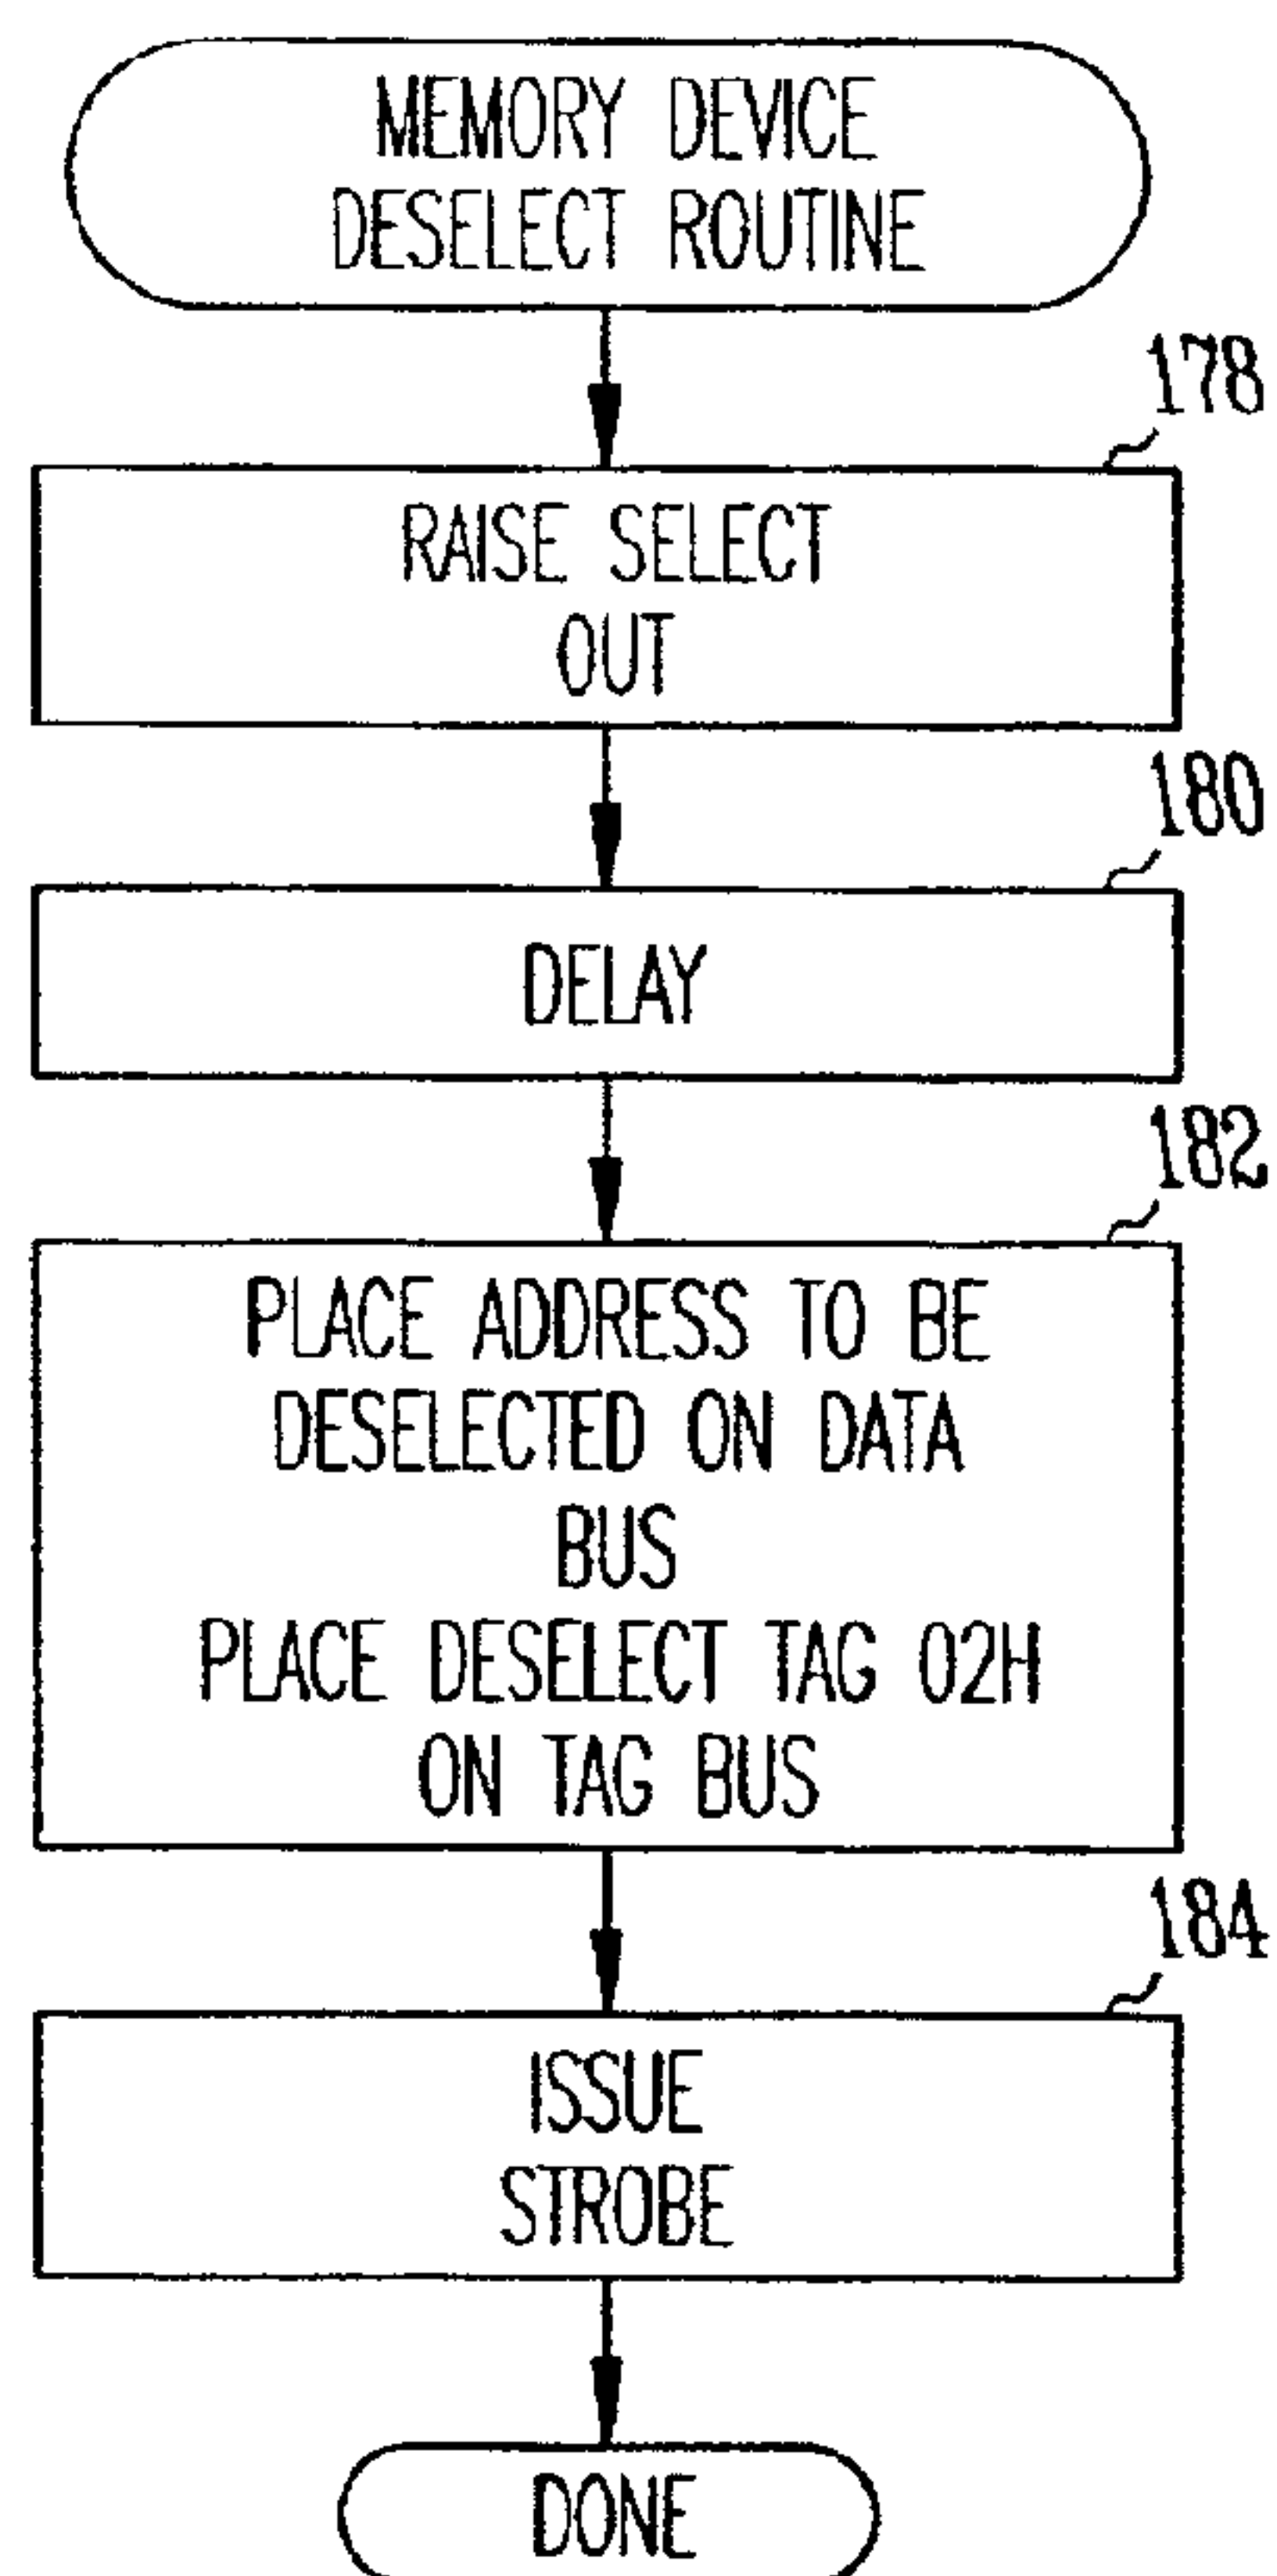 MEMORY DEVICE
DESELECT ROUTINE
178
RAISE SELECT
OUT
180
DELAY
182
PLACE ADDRESS TO BE
DESELECTED ON DATA
BUS
PLACE DESELECT TAG 02H
ON TAG BUS
184
ISSUE
STROBE
DONE